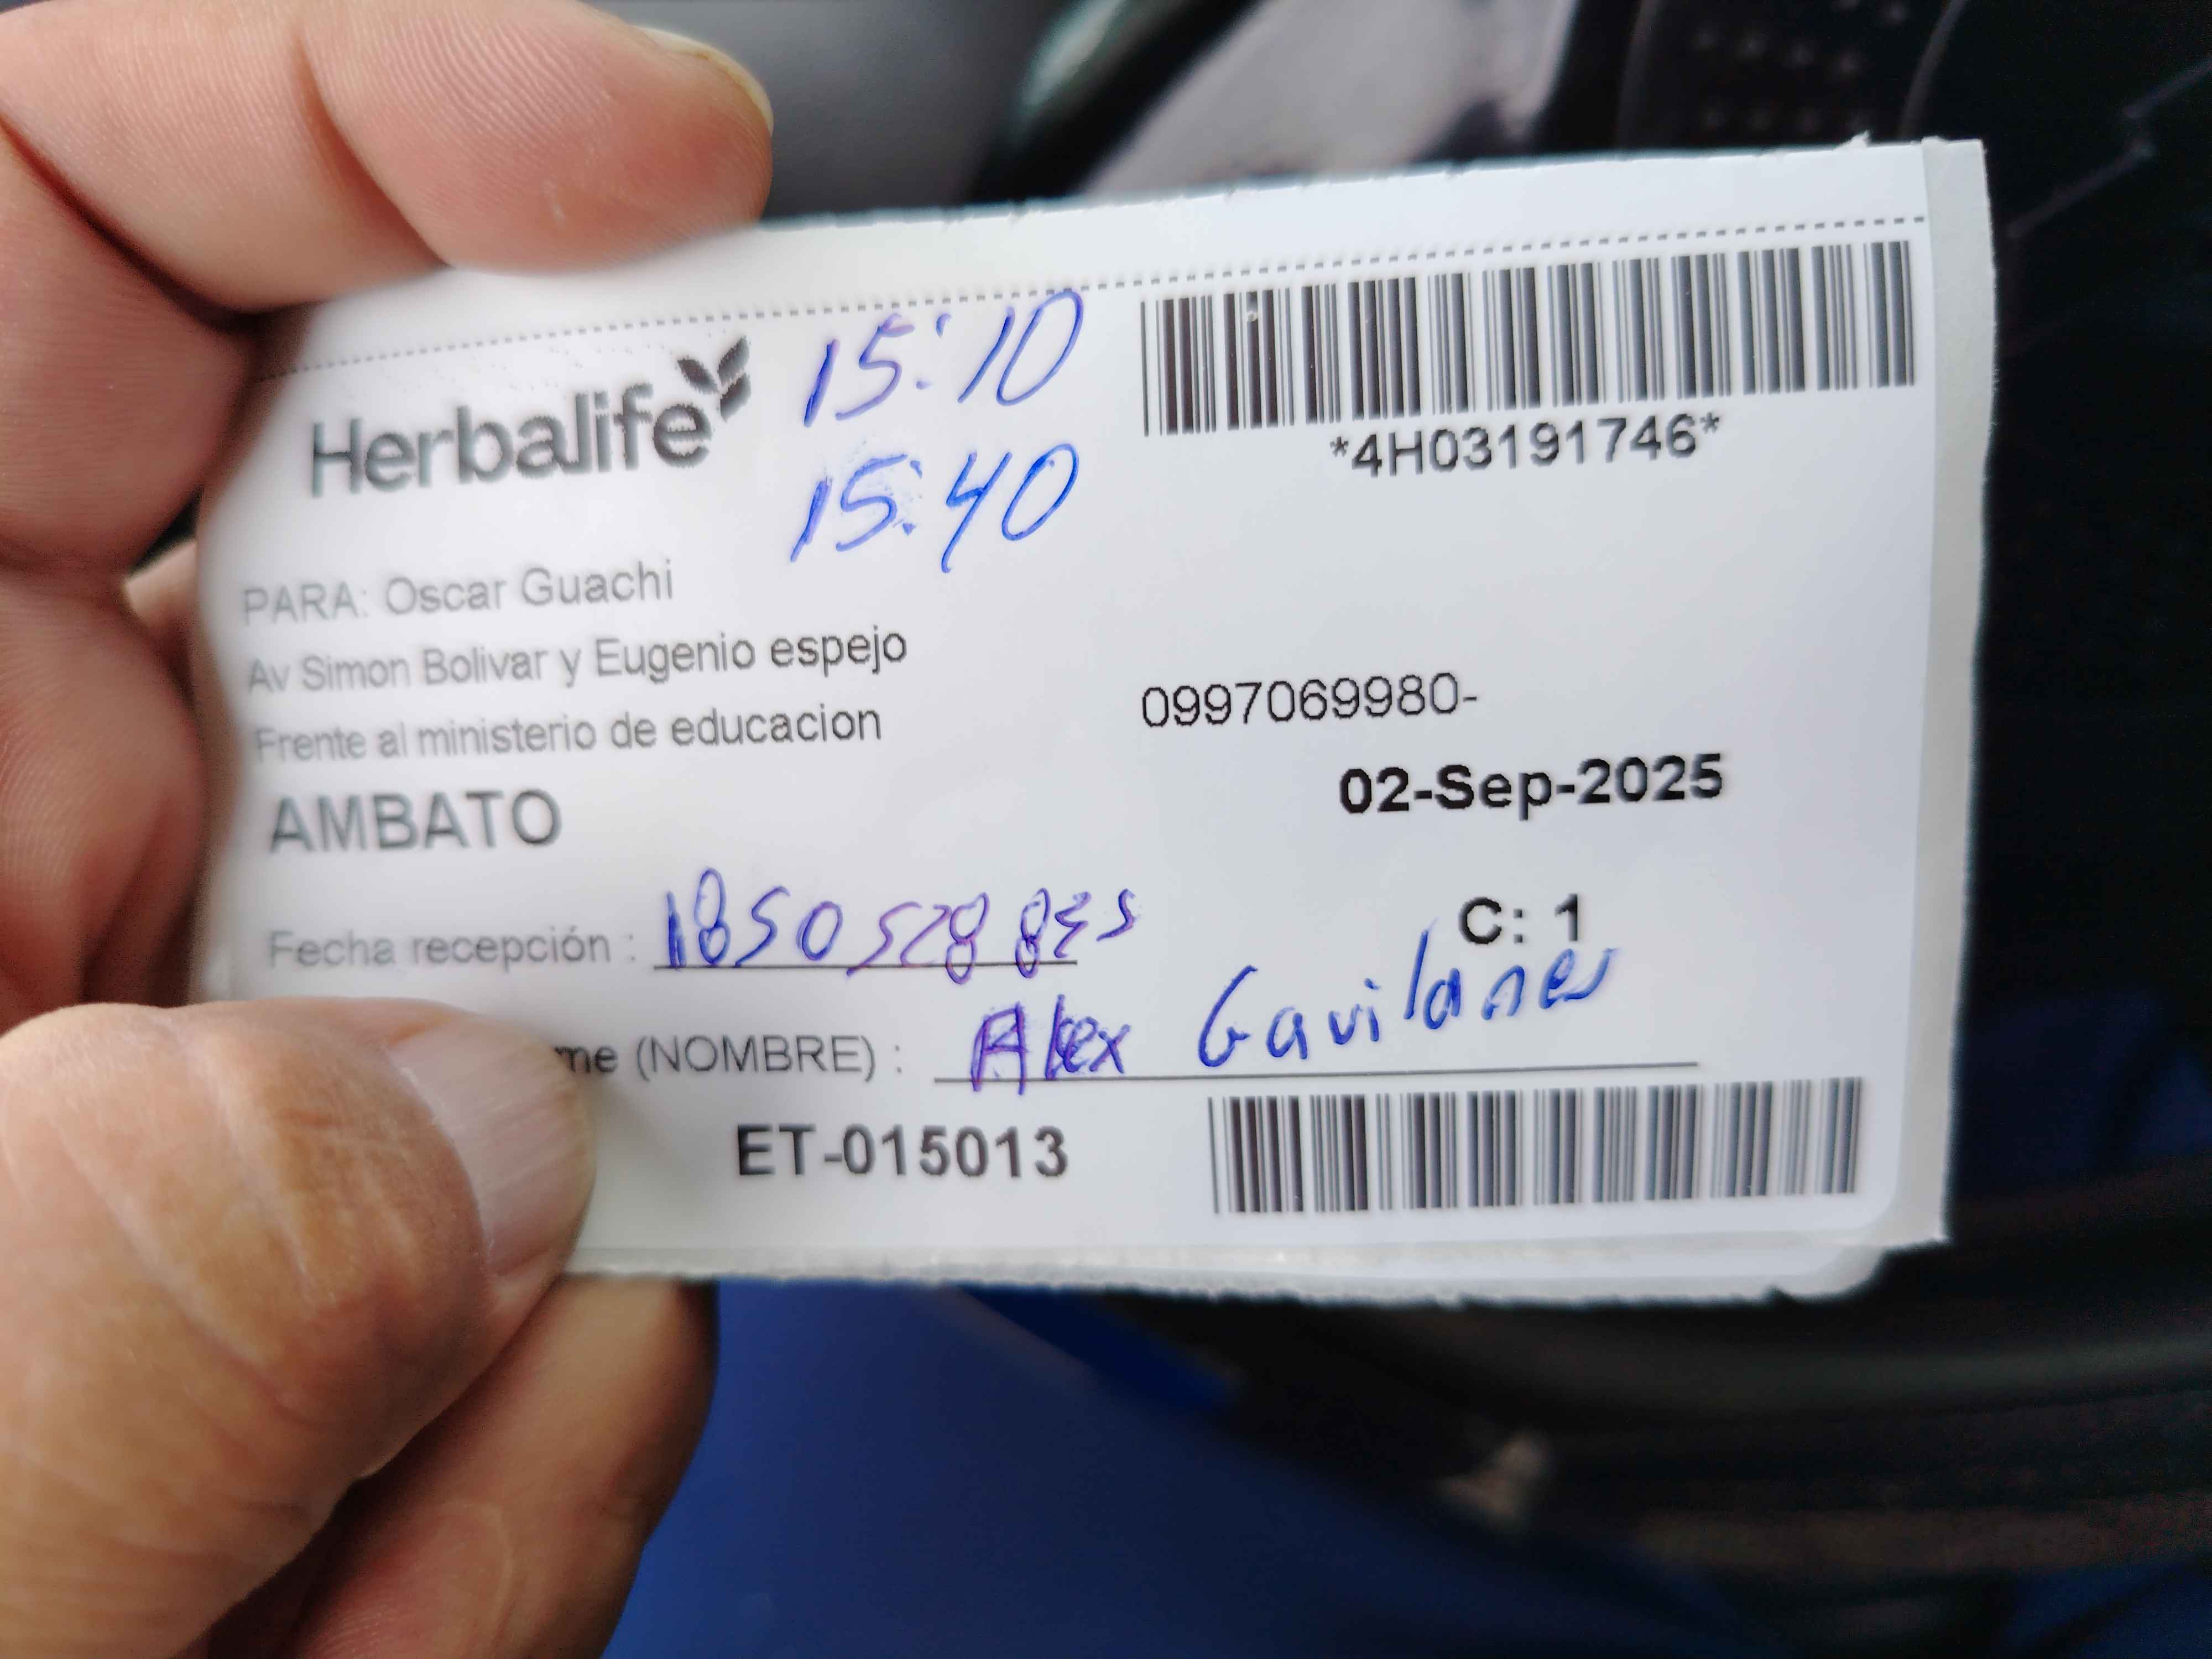 Herbalife
15:10
15:40
*4H03191746*
PARA: Oscar Guachi
Av Simon Bolivar y Eugenio espejo
Frente al ministerio de educacion
0997069980-
AMBATO
02-Sep-2025
C: 1
Fecha recepción :
me (NOMBRE) : Alex Gavilanes
ET-015013